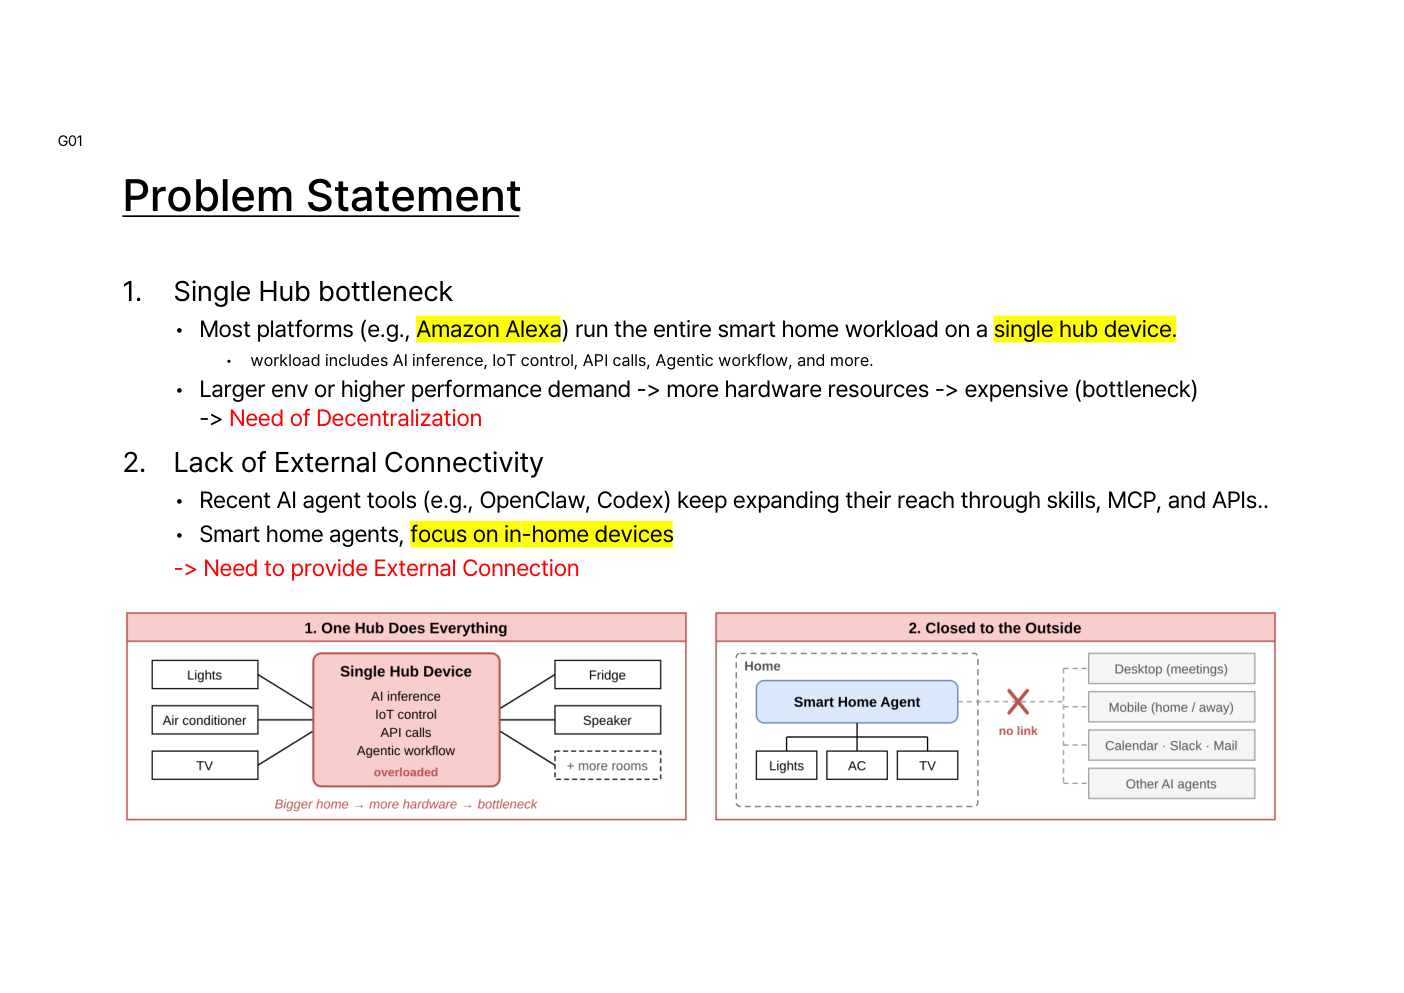 G01
Problem Statement
1. Single Hub bottleneck
• Most platforms (e.g., Amazon Alexa) run the entire smart home workload on a single hub device.
• workload includes AI inference, IoT control, API calls, Agentic workflow, and more.
• Larger env or higher performance demand -> more hardware resources -> expensive (bottleneck)
-> Need of Decentralization
2. Lack of External Connectivity
• Recent AI agent tools (e.g., OpenClaw, Codex) keep expanding their reach through skills, MCP, and APIs..
• Smart home agents, focus on in-home devices
-> Need to provide External Connection
1. One Hub Does Everything
Lights
Air conditioner
TV
Single Hub Device
AI inference
IoT control
API calls
Agentic workflow
overloaded
Fridge
Speaker
+ more rooms
Bigger home → more hardware → bottleneck
2. Closed to the Outside
Home
Smart Home Agent
Lights
AC
TV
no link
Desktop (meetings)
Mobile (home / away)
Calendar · Slack · Mail
Other AI agents